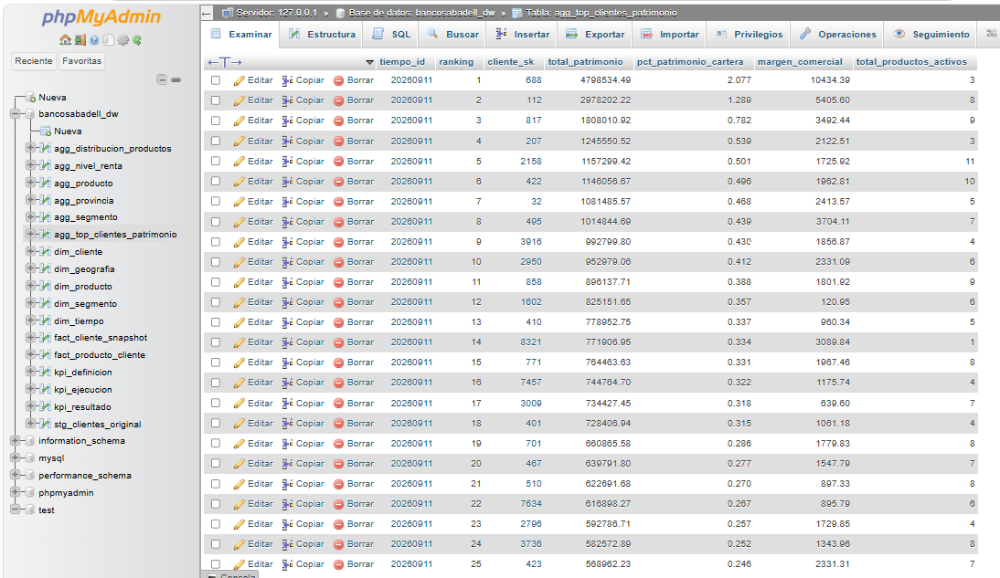 phpMyAdmin
Reciente Favoritas
Nueva
bancosabadell_dw
Nueva
agg_distribucion_productos
agg_nivel_renta
agg_producto
agg_provincia
agg_segmento
agg_top_clientes_patrimonio
dim_cliente
dim_geografia
dim_producto
dim_segmento
dim_tiempo
fact_cliente_snapshot
fact_producto_cliente
kpi_definicion
kpi_ejecucion
kpi_resultado
stg_clientes_original
information_schema
mysql
performance_schema
phpmyadmin
test
Servidor: 127.0.0.1 » Base de datos: bancosabadell_dw » Tabla: agg_top_clientes_patrimonio
Examinar Estructura SQL Buscar Insertar Exportar Importar Privilegios Operaciones Seguimiento
←T→ tiempo_id ranking cliente_sk total_patrimonio pct_patrimonio_cartera margen_comercial total_productos_activos
Editar Copiar Borrar 20260911 1 688 4798534.49 2.077 10434.39 3
Editar Copiar Borrar 20260911 2 112 2978202.22 1.289 5405.60 8
Editar Copiar Borrar 20260911 3 817 1808010.92 0.782 3492.44 9
Editar Copiar Borrar 20260911 4 207 1245550.52 0.539 2122.51 3
Editar Copiar Borrar 20260911 5 2158 1157299.42 0.501 1725.92 11
Editar Copiar Borrar 20260911 6 422 1146056.67 0.496 1962.81 10
Editar Copiar Borrar 20260911 7 32 1081485.57 0.468 2413.57 5
Editar Copiar Borrar 20260911 8 495 1014844.69 0.439 3704.11 7
Editar Copiar Borrar 20260911 9 3916 992799.80 0.430 1856.87 4
Editar Copiar Borrar 20260911 10 2950 952979.06 0.412 2331.09 6
Editar Copiar Borrar 20260911 11 858 896137.71 0.388 1801.92 9
Editar Copiar Borrar 20260911 12 1602 825151.65 0.357 120.95 6
Editar Copiar Borrar 20260911 13 410 778952.75 0.337 960.34 5
Editar Copiar Borrar 20260911 14 8321 771906.95 0.334 3089.84 1
Editar Copiar Borrar 20260911 15 771 764463.63 0.331 1967.46 8
Editar Copiar Borrar 20260911 16 7457 744764.70 0.322 1175.74 4
Editar Copiar Borrar 20260911 17 3009 734427.45 0.318 639.60 7
Editar Copiar Borrar 20260911 18 401 728406.94 0.315 1061.18 4
Editar Copiar Borrar 20260911 19 701 660865.58 0.286 1779.83 8
Editar Copiar Borrar 20260911 20 467 639791.80 0.277 1547.79 7
Editar Copiar Borrar 20260911 21 510 622691.68 0.270 897.33 8
Editar Copiar Borrar 20260911 22 7634 616898.27 0.267 895.79 6
Editar Copiar Borrar 20260911 23 2796 592786.71 0.257 1729.85 4
Editar Copiar Borrar 20260911 24 3736 582572.89 0.252 1343.96 8
Editar Copiar Borrar 20260911 25 423 568962.23 0.246 2331.31 7
Consola